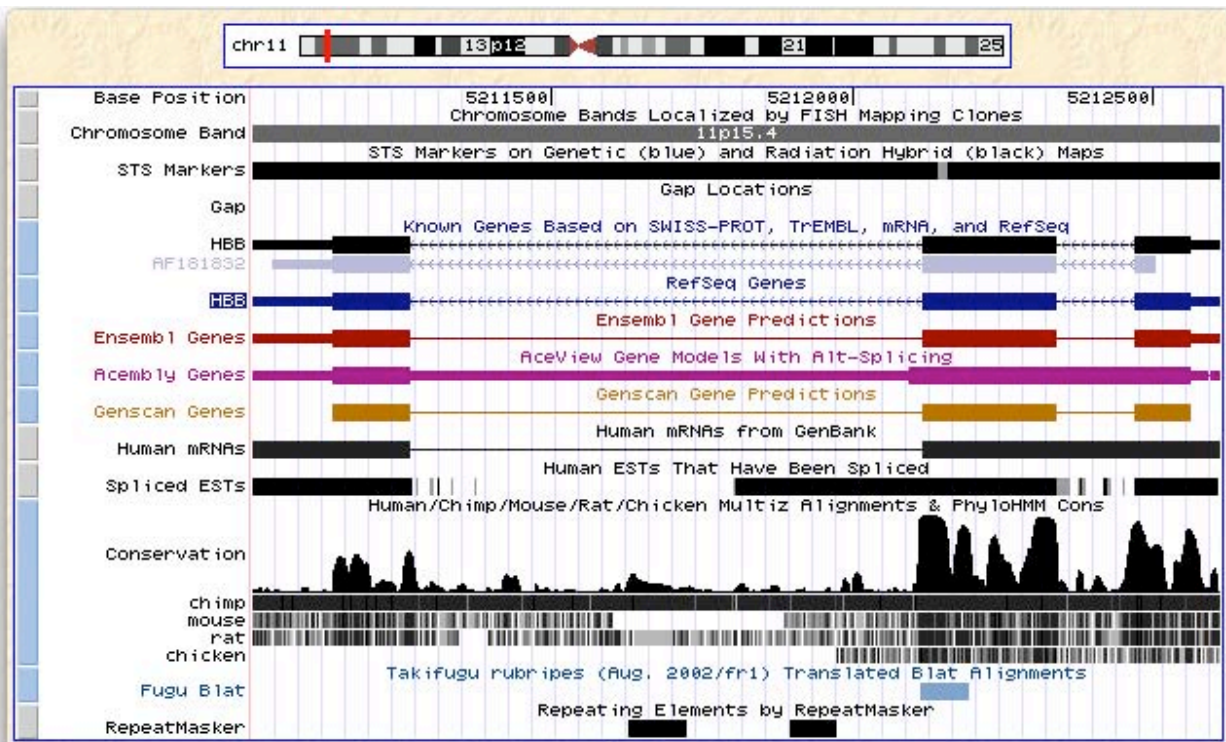 chr11 13 p12 21 25
Base Position 5211500| 5212000| 5212500|
Chromosome Bands Localized by FISH Mapping Clones
Chromosome Band 11p15.4
STS Markers on Genetic (blue) and Radiation Hybrid (black) Maps
STS Markers
Gap Locations
Gap
Known Genes Based on SWISS-PROT, TrEMBL, mRNA, and RefSeq
HBB
AF181832
RefSeq Genes
HBB
Ensembl Gene Predictions
Ensembl Genes
AceView Gene Models With Alt-Splicing
Acembly Genes
Genscan Gene Predictions
Genscan Genes
Human mRNAs from GenBank
Human mRNAs
Human ESTs That Have Been Spliced
Spliced ESTs
Human/Chimp/Mouse/Rat/Chicken Multiz Alignments & PhyloHMM Cons
Conservation
chimp
mouse
rat
chicken
Takifugu rubripes (Aug. 2002/fr1) Translated Blat Alignments
Fugu Blat
Repeating Elements by RepeatMasker
RepeatMasker